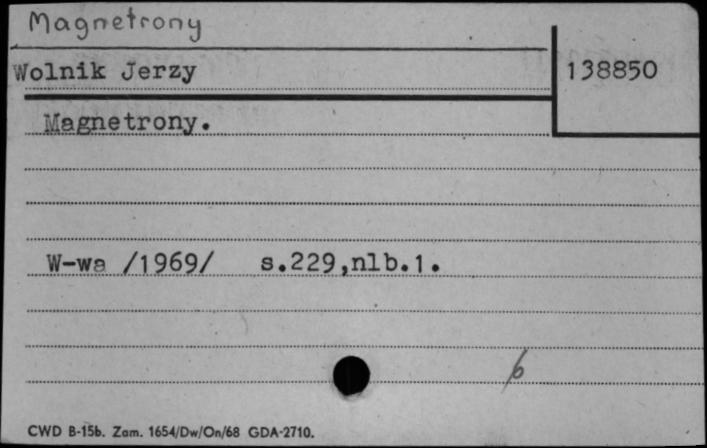 Magnetrony
Wolnik Jerzy 138850
Magnetrony.
W-wa /1969/ s.229,nlb.1.
6
CWD B-15b. Zam. 1654/Dw/On/68 GDA-2710.